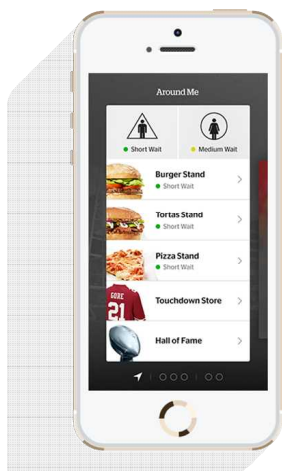 Around Me
Short Wait
Medium Wait
Burger Stand
Short Wait
Tortas Stand
Short Wait
Pizza Stand
Short Wait
GORE
21
Touchdown Store
Hall of Fame